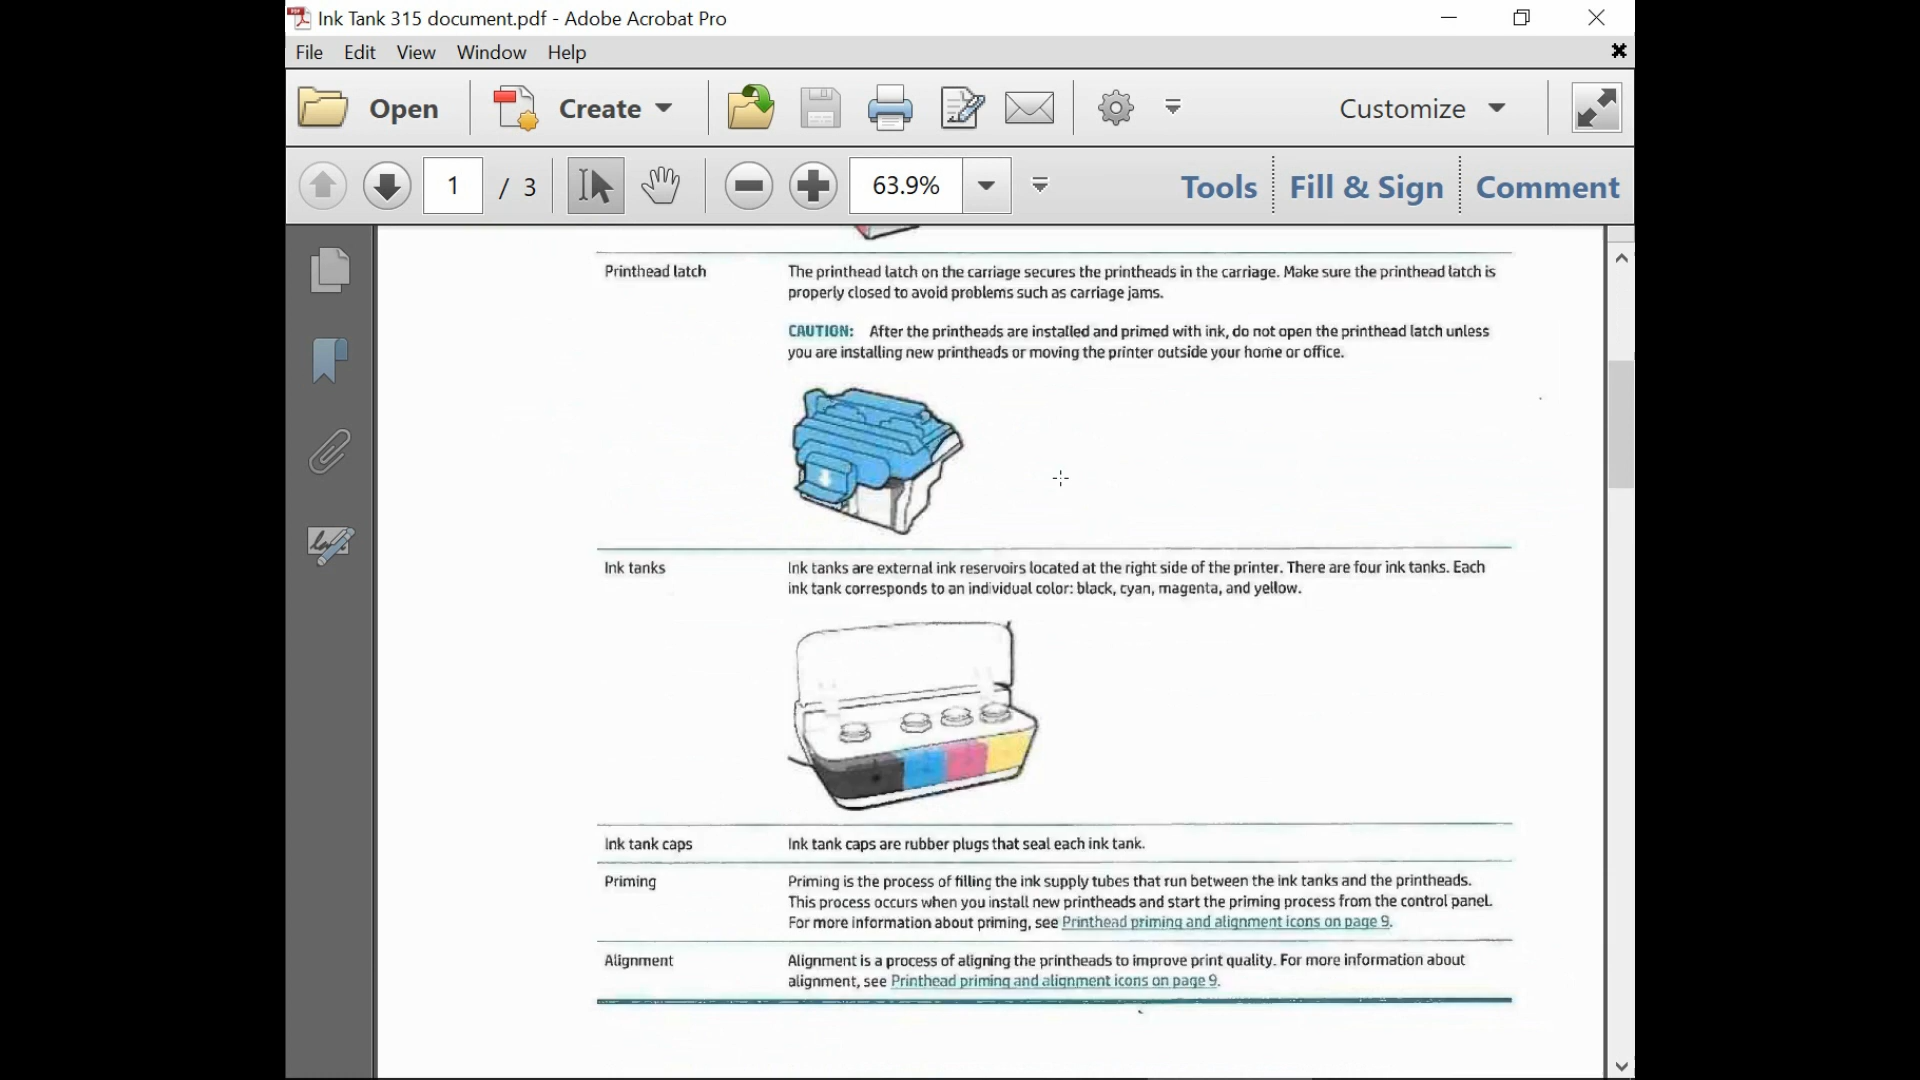 Ink Tank 315 document.pdf - Adobe Acrobat Pro
File Edit View Window Help
Open Create Customize
1 / 3 63.9% Tools Fill & Sign Comment
Printhead latch The printhead latch on the carriage secures the printheads in the carriage. Make sure the printhead latch is
properly closed to avoid problems such as carriage jams.
CAUTION: After the printheads are installed and primed with ink, do not open the printhead latch unless
you are installing new printheads or moving the printer outside your home or office.
Ink tanks Ink tanks are external ink reservoirs located at the right side of the printer. There are four ink tanks. Each
ink tank corresponds to an individual color: black, cyan, magenta, and yellow.
Ink tank caps Ink tank caps are rubber plugs that seal each ink tank.
Priming Priming is the process of filling the ink supply tubes that run between the ink tanks and the printheads.
This process occurs when you install new printheads and start the priming process from the control panel.
For more information about priming, see Printhead priming and alignment icons on page 9.
Alignment Alignment is a process of aligning the printheads to improve print quality. For more information about
alignment, see Printhead priming and alignment icons on page 9.